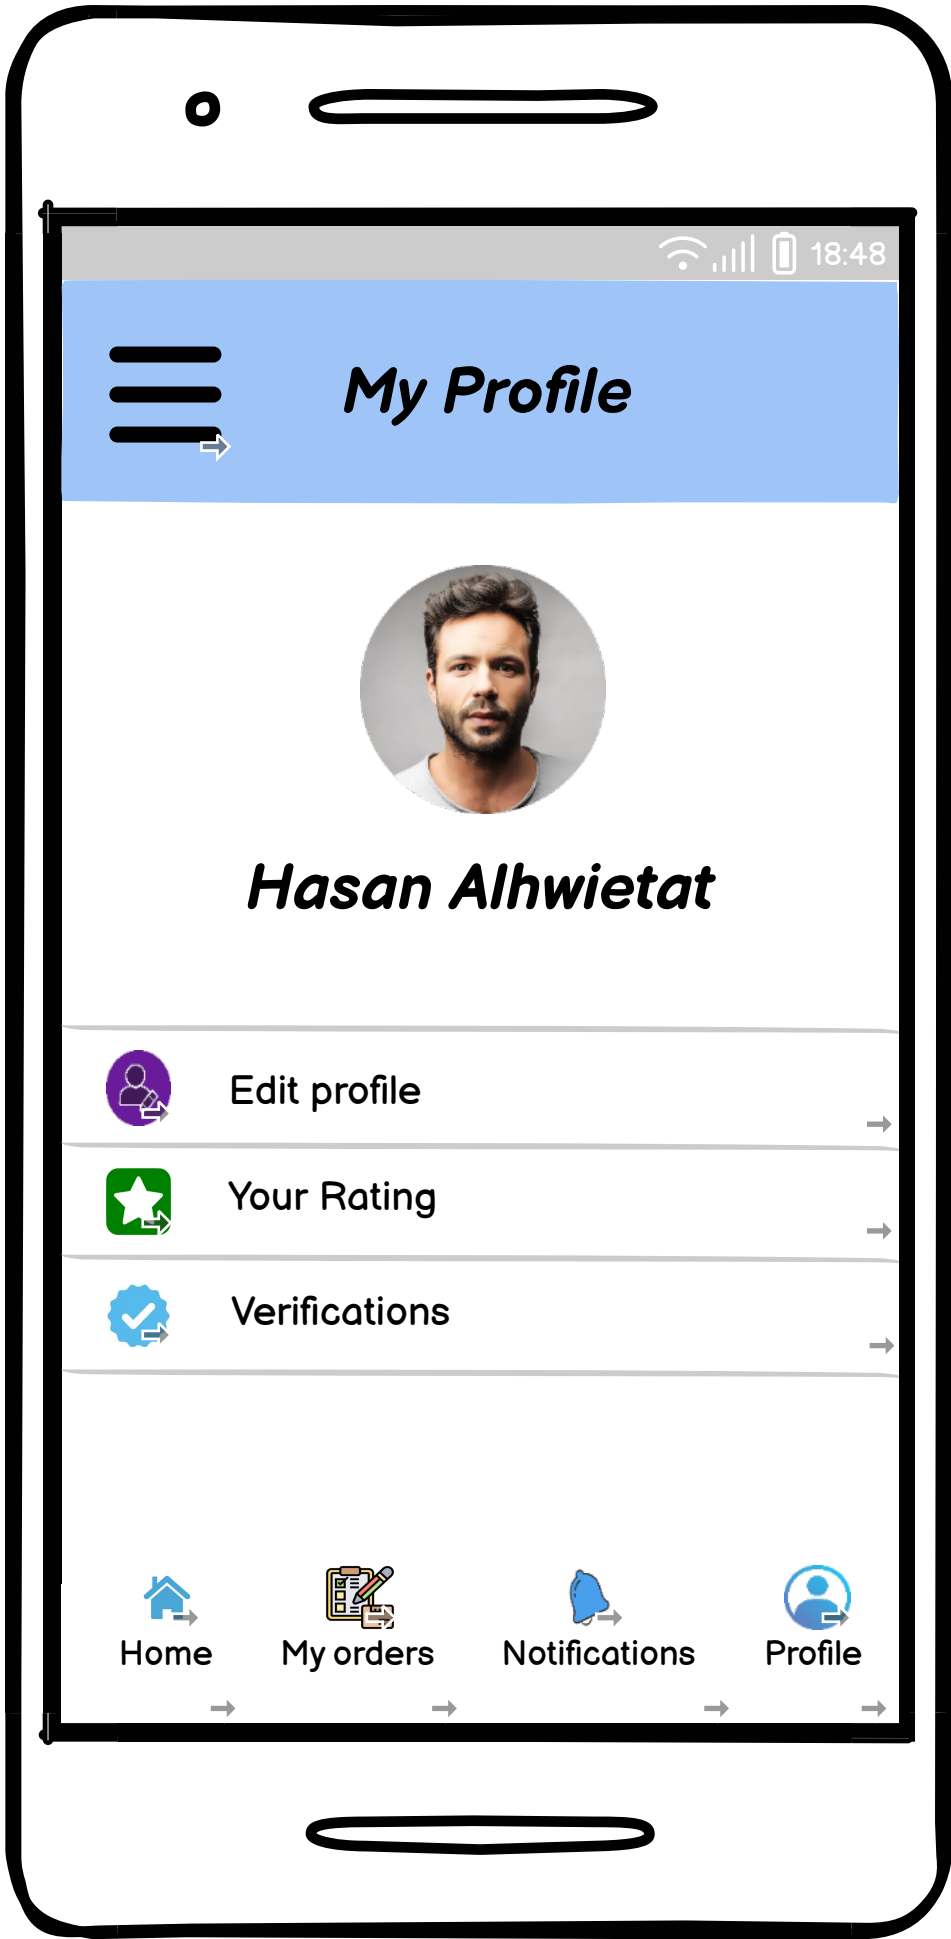 18:48
My Profile
Hasan Alhwietat
Edit profile
Your Rating
Verifications
Home
My orders
Notifications
Profile